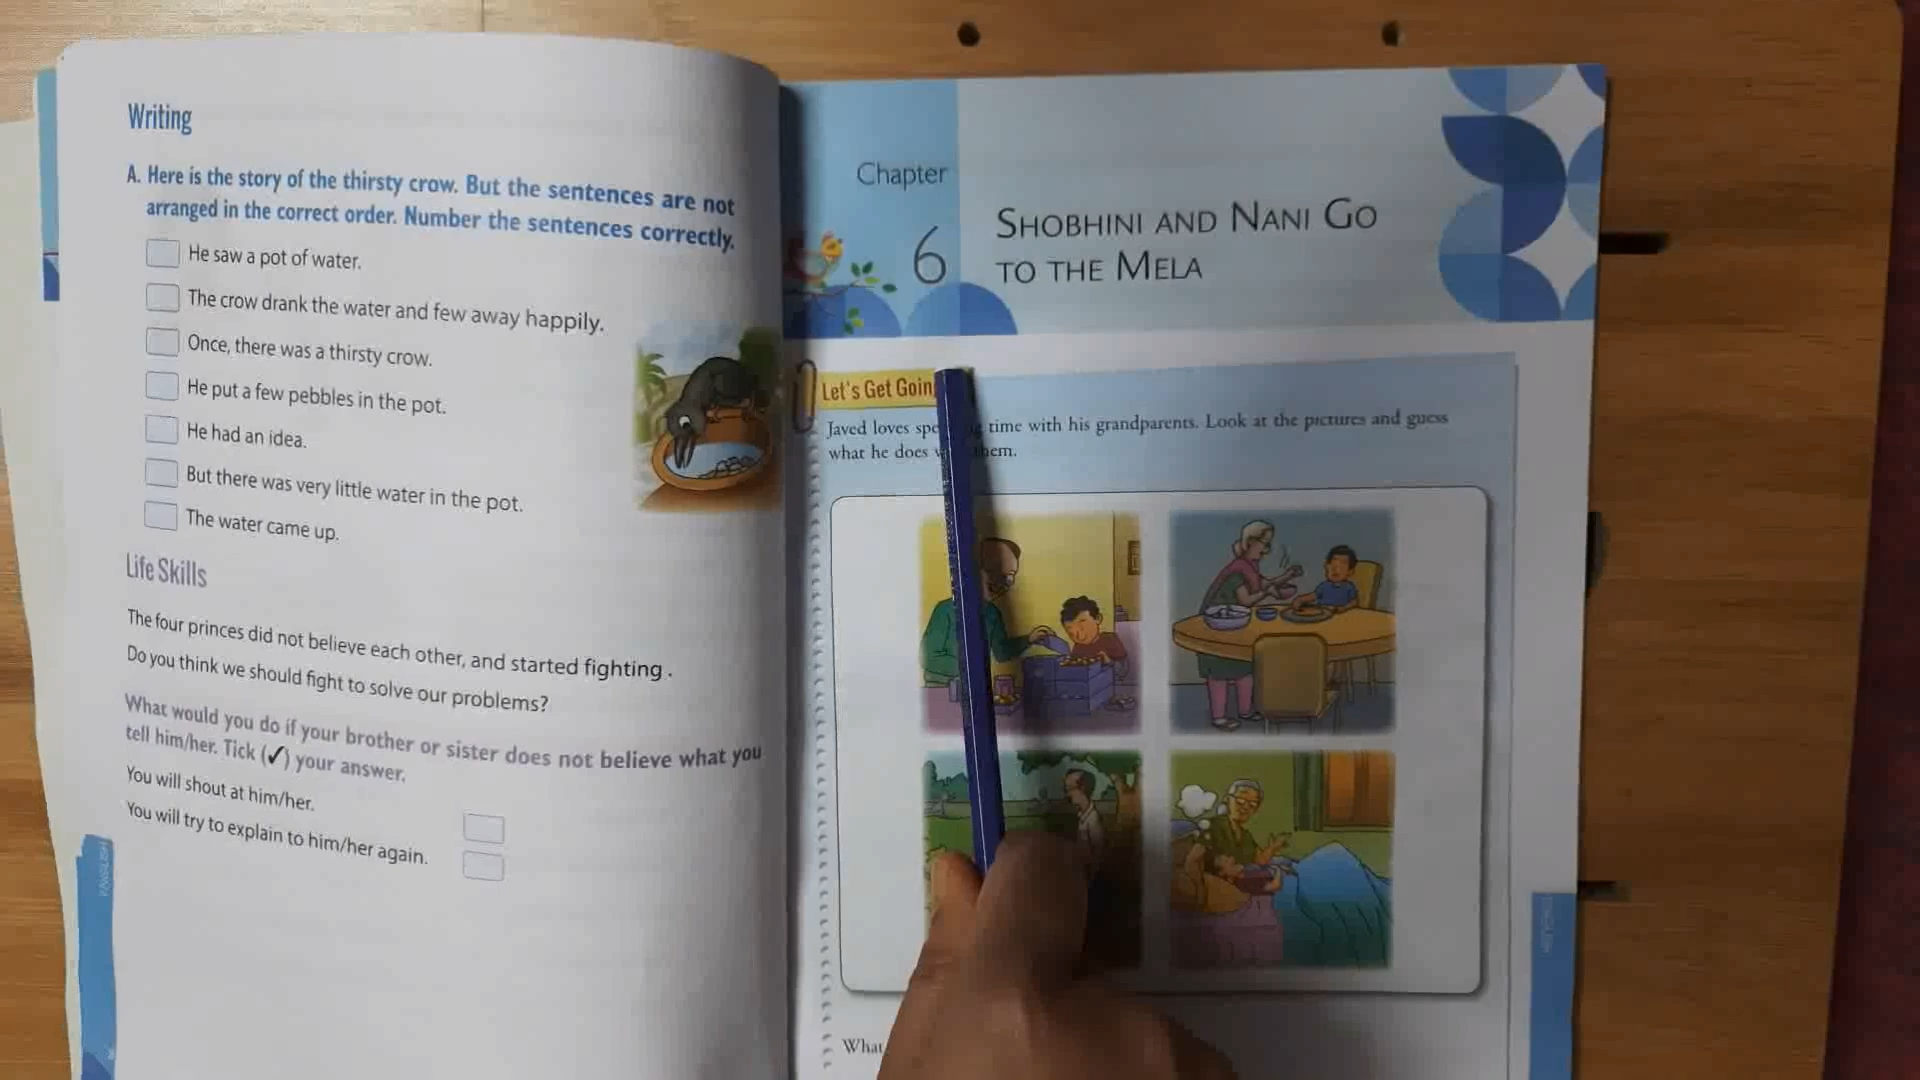 Writing
A. Here is the story of the thirsty crow. But the sentences are not
arranged in the correct order. Number the sentences correctly.
He saw a pot of water.
The crow drank the water and few away happily.
Once, there was a thirsty crow.
He put a few pebbles in the pot.
He had an idea.
But there was very little water in the pot.
The water came up.
Life Skills
The four princes did not believe each other, and started fighting .
Do you think we should fight to solve our problems?
What would you do if your brother or sister does not believe what you
tell him/her. Tick (✓) your answer.
You will shout at him/her.
You will try to explain to him/her again.
ENGLISH
Chapter
6
SHOBHINI AND NANI GO
TO THE MELA
Let's Get Goin
Javed loves time with his grandparents. Look at the pictures and guess
what he does them.
What
ENGLISH